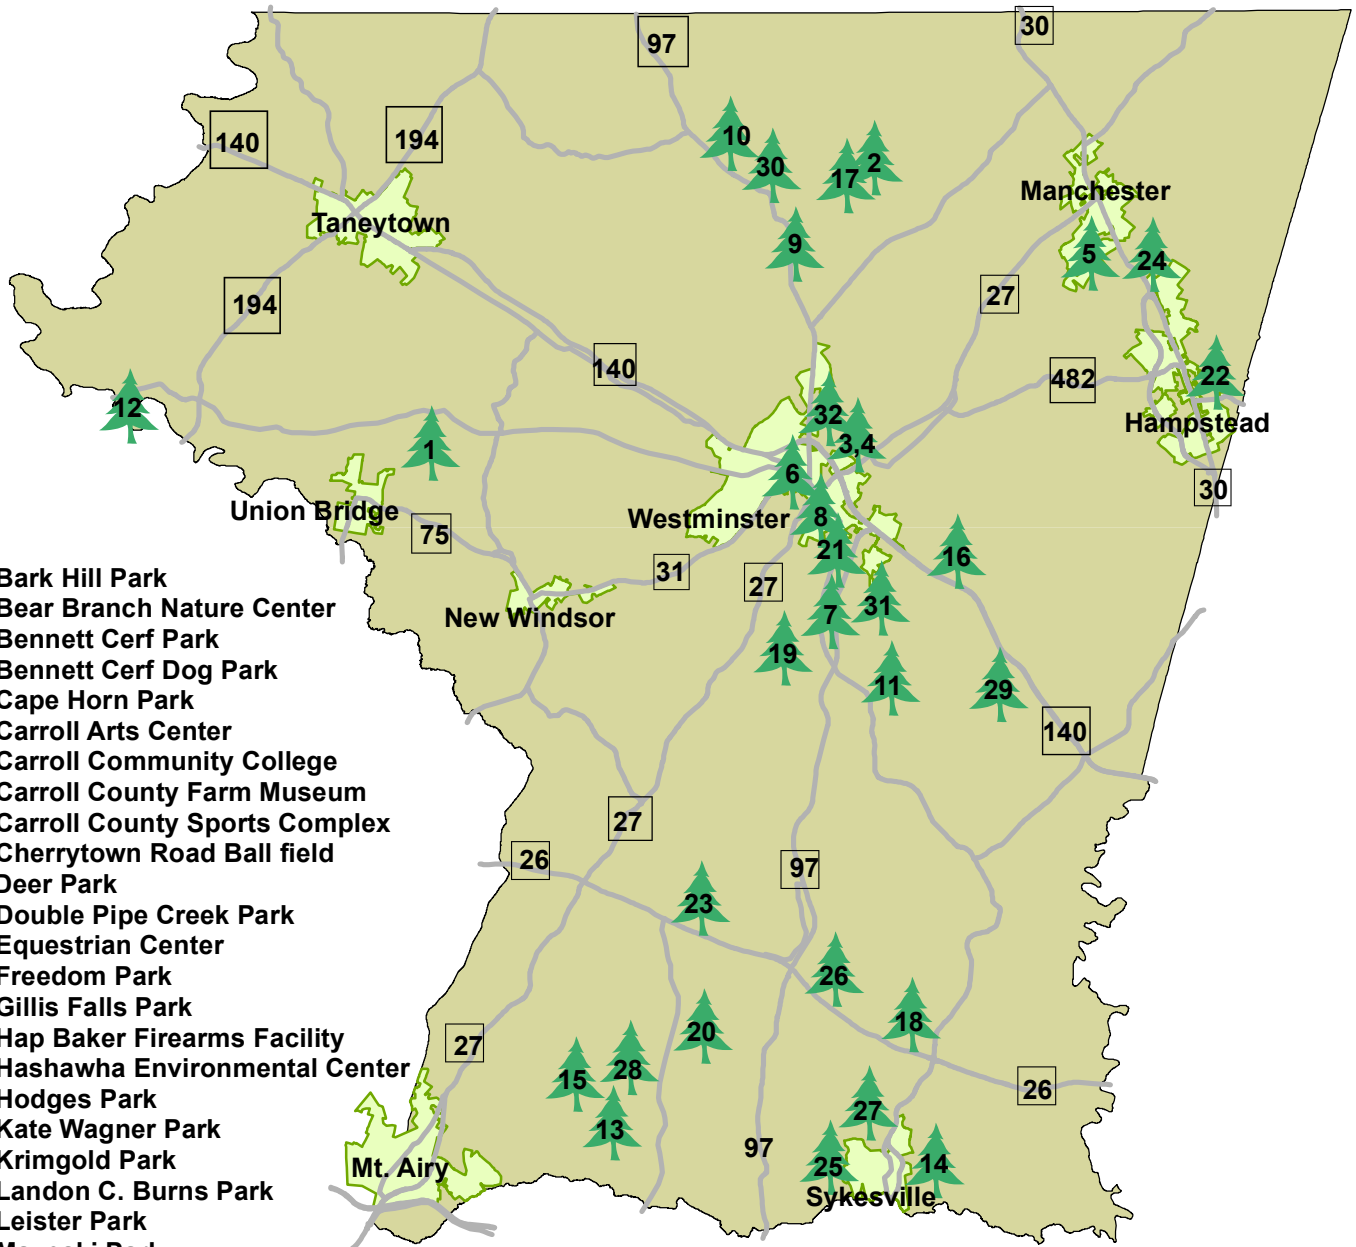 97
30
140
194
10
30
17
2
Manchester
Taneytown
9
5
24
194
27
140
482
22
12
32
Hampstead
3,4
1
6
30
Union Bridge
Westminster
8
75
21
16
31
27
Bark Hill Park
Bear Branch Nature Center
31
New Windsor
7
Bennett Cerf Park
19
Bennett Cerf Dog Park
11
29
Cape Horn Park
Carroll Arts Center
140
Carroll Community College
Carroll County Farm Museum
Carroll County Sports Complex
27
Cherrytown Road Ball field
26
97
Deer Park
23
Double Pipe Creek Park
Equestrian Center
Freedom Park
26
Gillis Falls Park
18
Hap Baker Firearms Facility
20
27
Hashawha Environmental Center
28
15
Hodges Park
26
27
Kate Wagner Park
13
97
Krimgold Park
Mt. Airy
25
14
Landon C. Burns Park
Sykesville
Leister Park